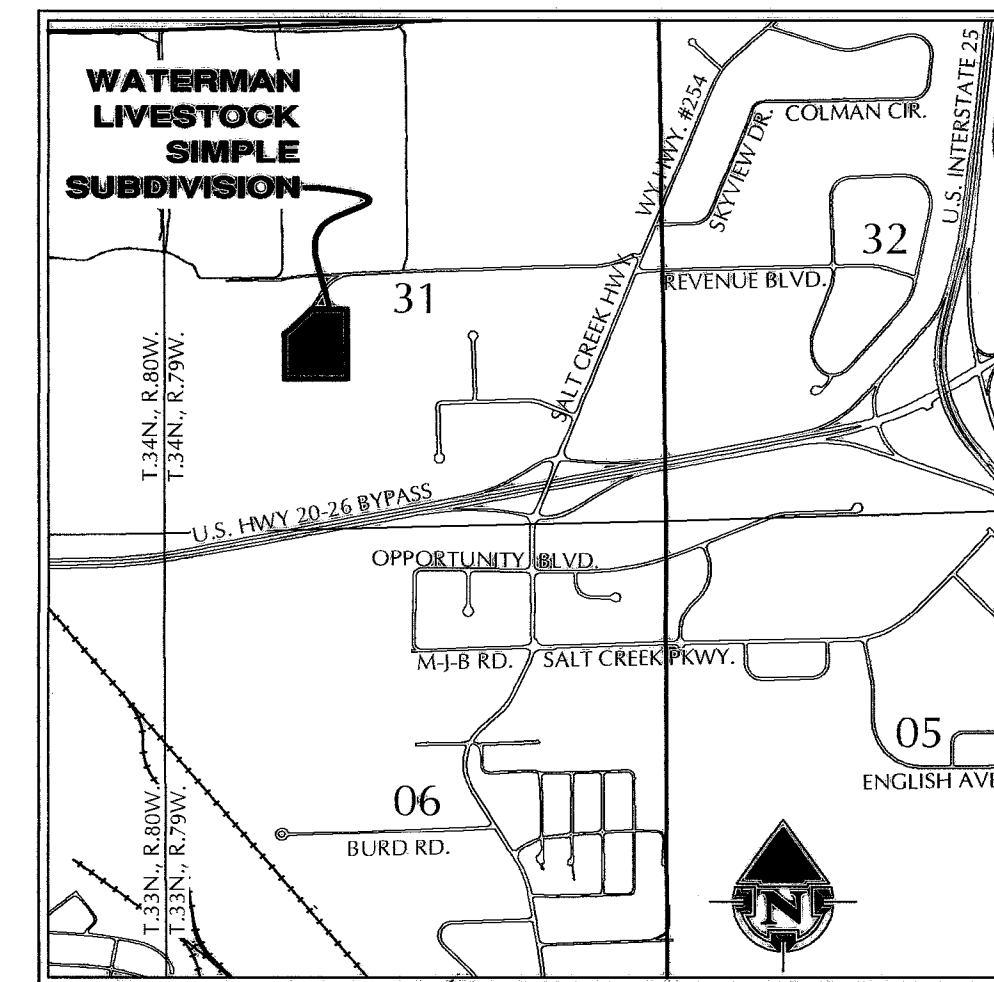 WATERMAN
LIVESTOCK
SIMPLE
SUBDIVISION
WY HWY. #254
SKYVIEW DR.
COLMAN CIR.
U.S. INTERSTATE 25
32
31
REVENUE BLVD.
SALT CREEK HWY.
T.34N., R.80W.
T.34N., R.79W.
U.S. HWY 20-26 BYPASS
OPPORTUNITY BLVD.
M-J-B RD.
SALT CREEK PKWY.
05
ENGLISH AVE
06
BURD RD.
T.33N., R.80W.
T.33N., R.79W.
N